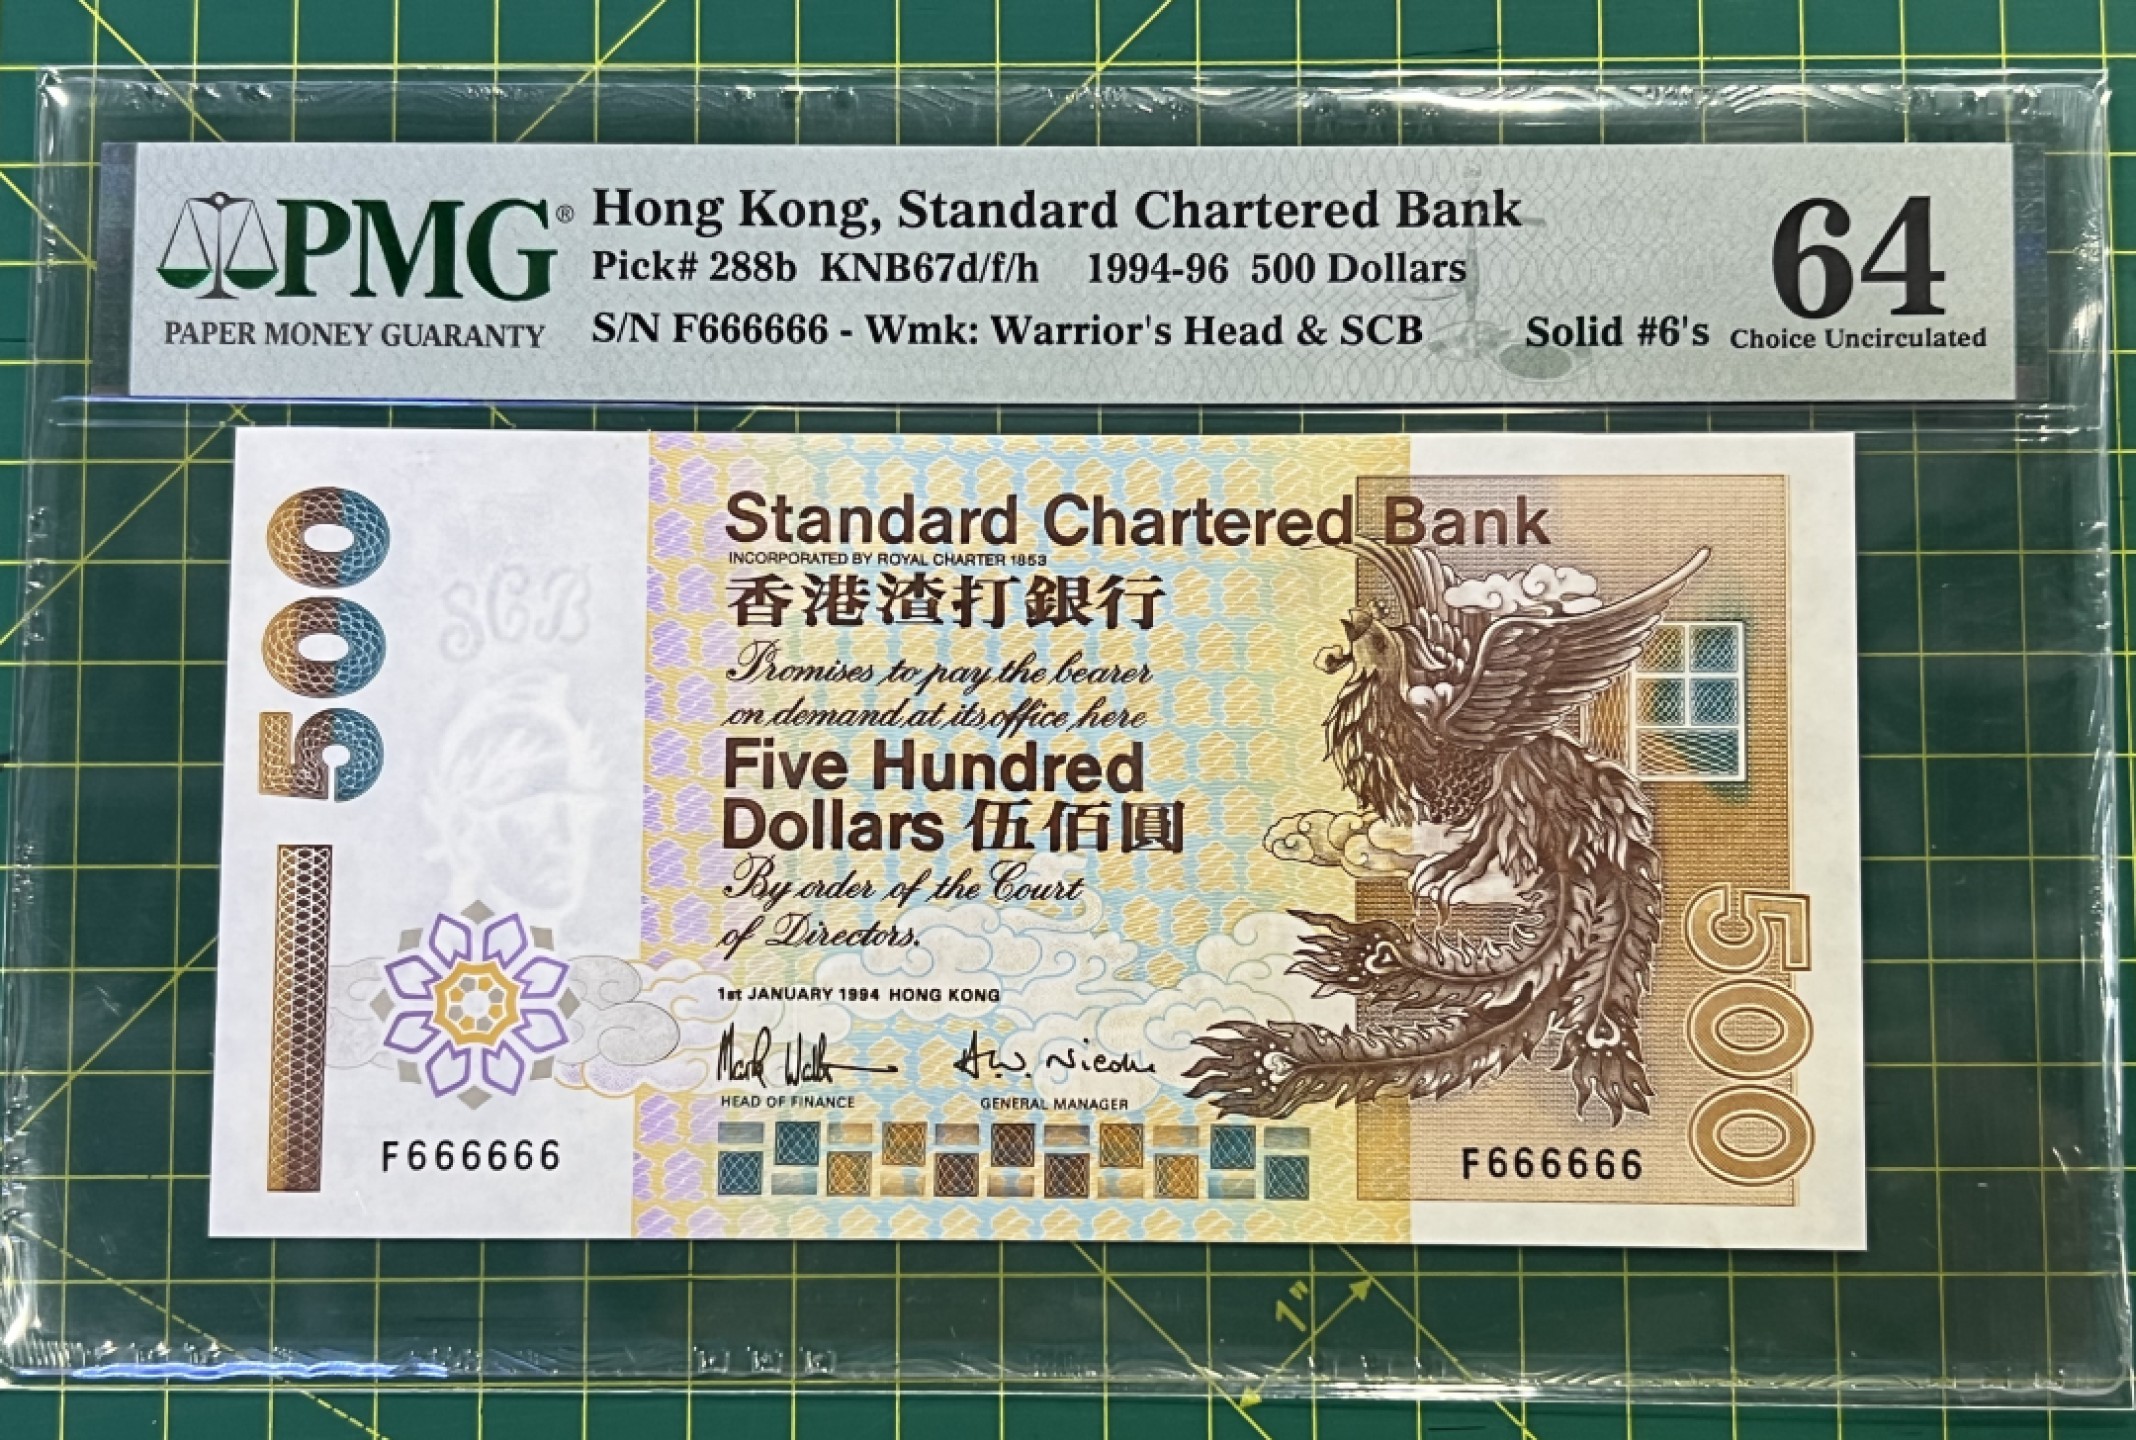 PMG®
PAPER MONEY GUARANTY
Hong Kong, Standard Chartered Bank
Pick# 288b KNB67d/f/h 1994-96 500 Dollars
S/N F666666 - Wmk: Warrior's Head & SCB Solid #6's
64
Choice Uncirculated
500
SCB
Standard Chartered Bank
INCORPORATED BY ROYAL CHARTER 1853
香港渣打銀行
Promises to pay the bearer
on demand at its office here
Five Hundred
Dollars 伍佰圓
By order of the Court
of Directors.
1st JANUARY 1994 HONG KONG
HEAD OF FINANCE
GENERAL MANAGER
F666666
F666666
500
1"